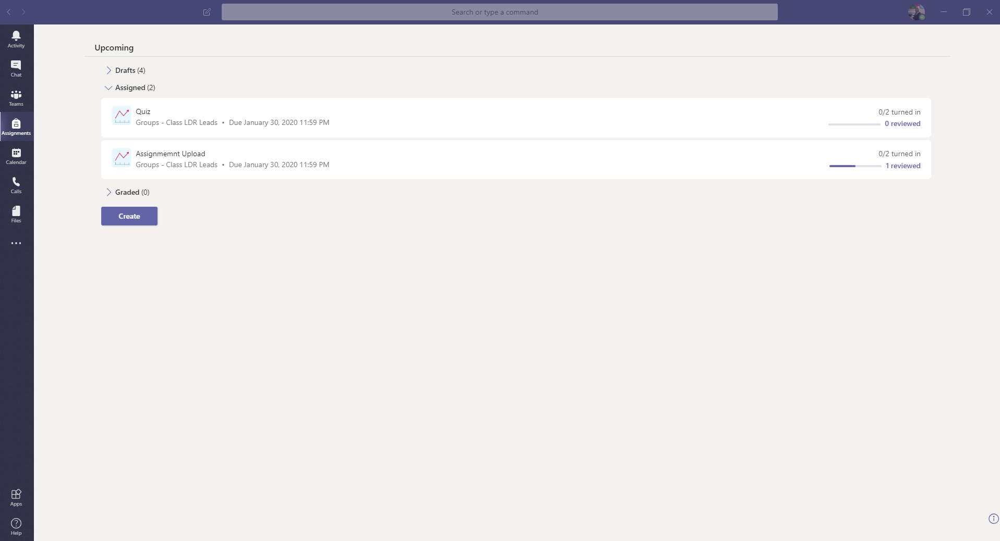 Search or type a command
Activity
Chat
Teams
Assignments
Calendar
Calls
Files
Apps
Help
Upcoming
Drafts (4)
Assigned (2)
Quiz
Groups - Class LDR Leads • Due January 30, 2020 11:59 PM
0/2 turned in
0 reviewed
Assignmemnt Upload
Groups - Class LDR Leads • Due January 30, 2020 11:59 PM
0/2 turned in
1 reviewed
Graded (0)
Create